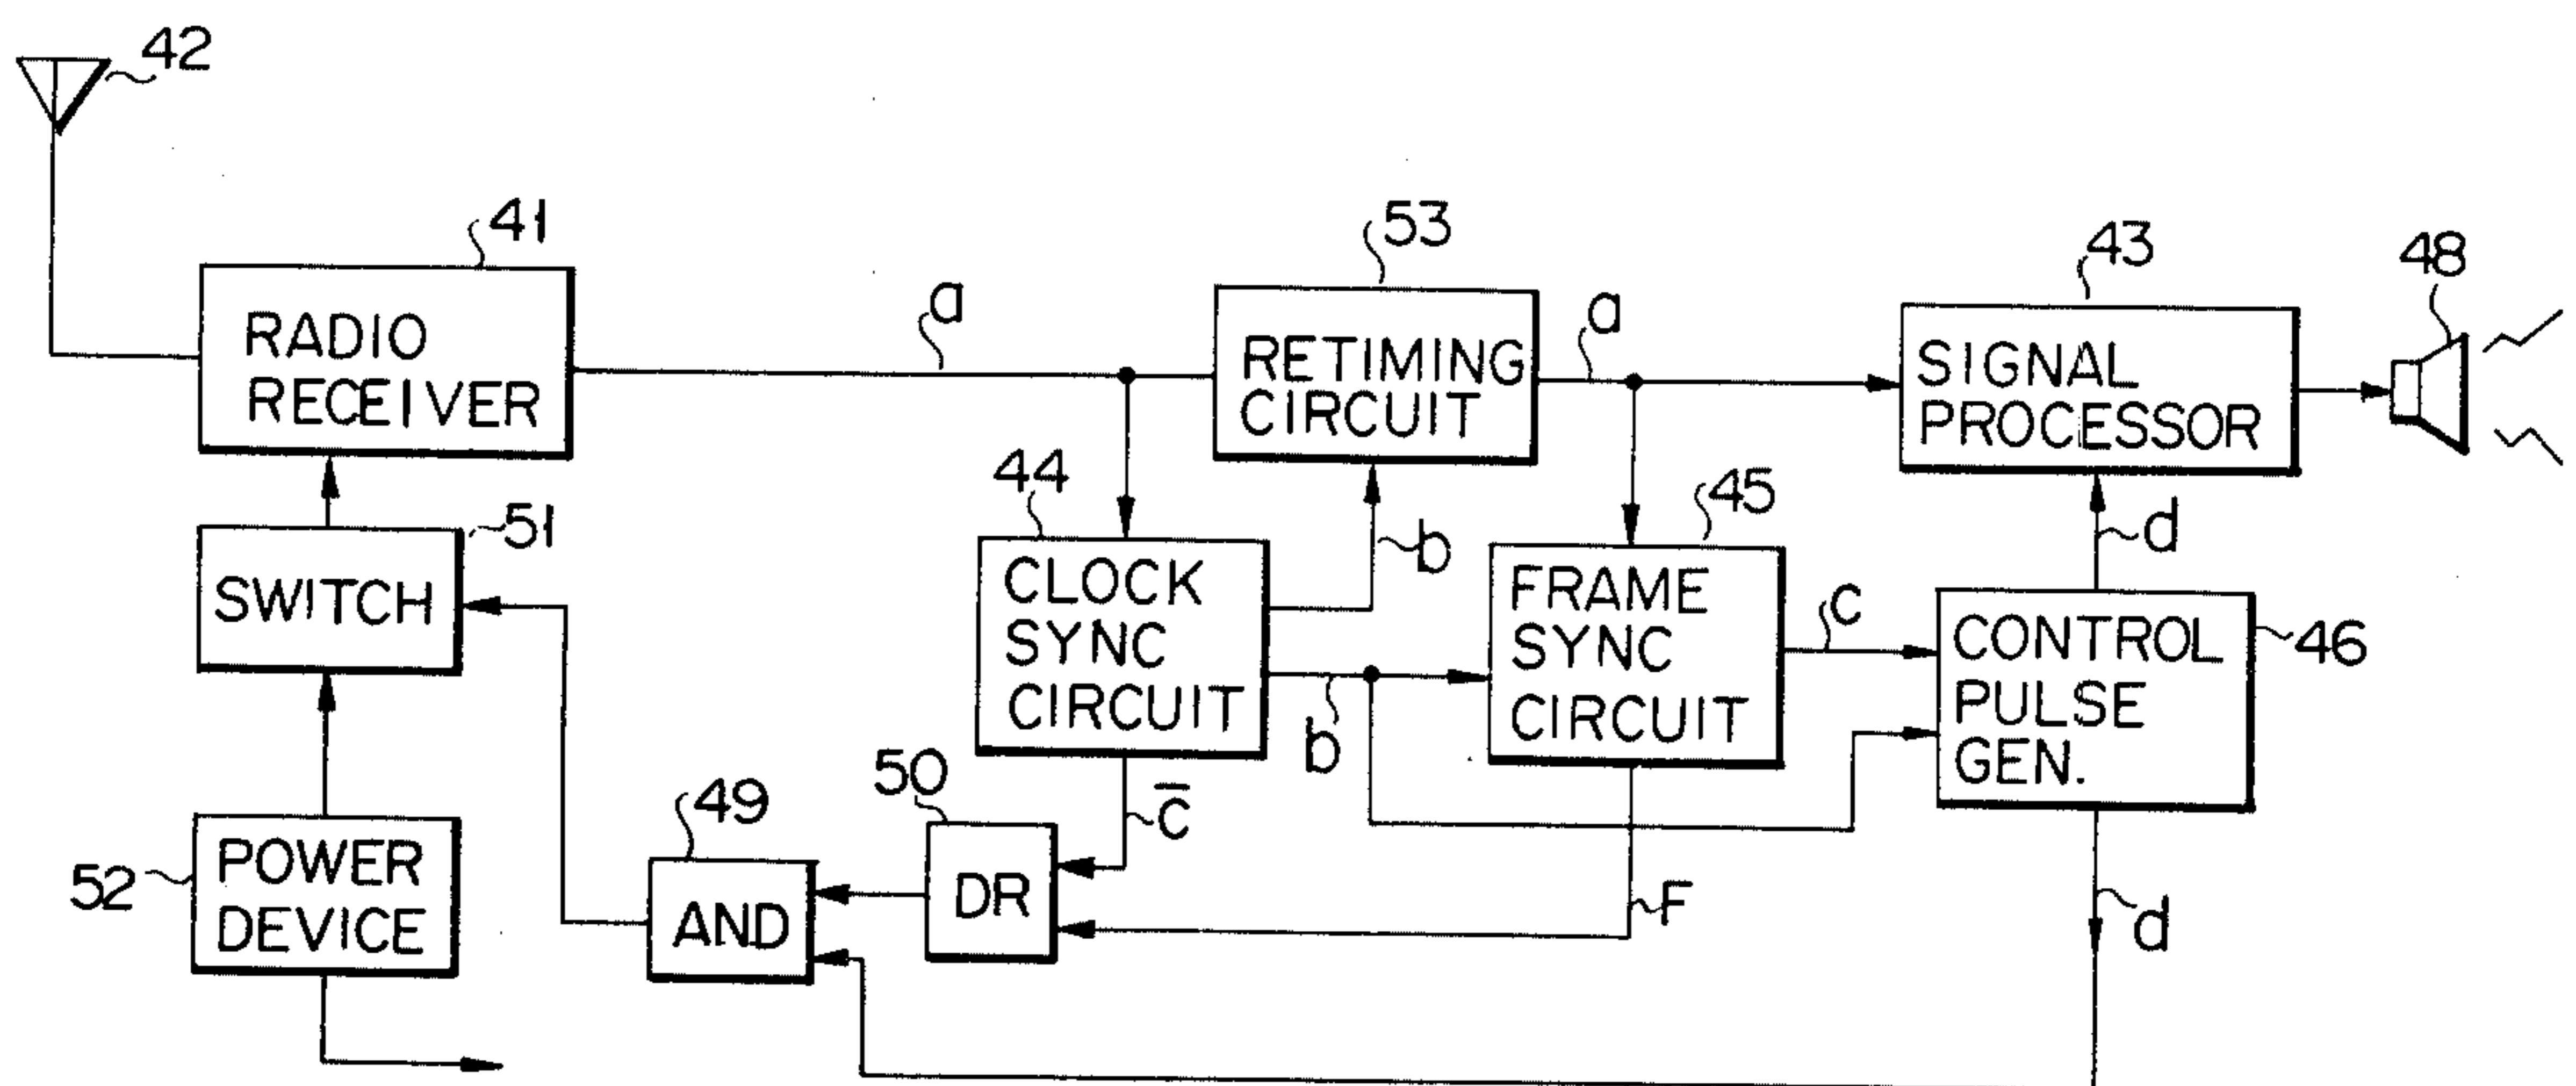 42
41
RADIO
RECEIVER
a
53
RETIMING
CIRCUIT
a
43
SIGNAL
PROCESSOR
48
51
SWITCH
44
CLOCK
SYNC
CIRCUIT
b
b
45
FRAME
SYNC
CIRCUIT
c
d
CONTROL
PULSE
GEN.
46
52
POWER
DEVICE
49
AND
50
DR
c̅
F
d